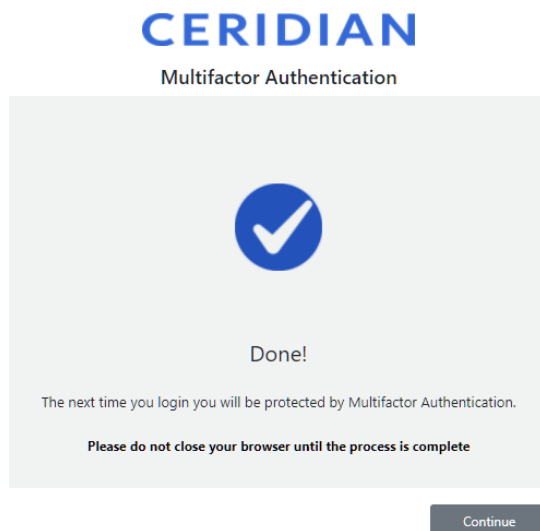 CERIDIAN
Multifactor Authentication
Done!
The next time you login you will be protected by Multifactor Authentication.
Please do not close your browser until the process is complete
Continue